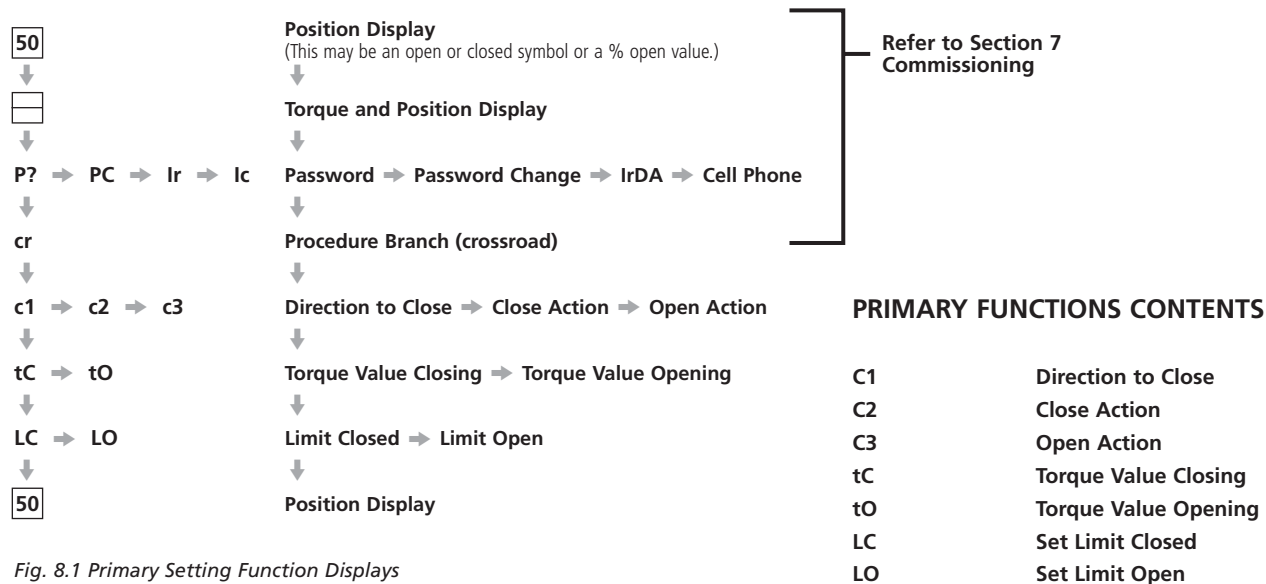 50
Position Display
(This may be an open or closed symbol or a % open value.)
Refer to Section 7
Commissioning
Torque and Position Display
P? ➡ PC ➡ Ir ➡ Ic
Password ➡ Password Change ➡ IrDA ➡ Cell Phone
cr
Procedure Branch (crossroad)
c1 ➡ c2 ➡ c3
Direction to Close ➡ Close Action ➡ Open Action
tC ➡ tO
Torque Value Closing ➡ Torque Value Opening
LC ➡ LO
Limit Closed ➡ Limit Open
50
Position Display
Fig. 8.1 Primary Setting Function Displays
PRIMARY FUNCTIONS CONTENTS
C1 Direction to Close
C2 Close Action
C3 Open Action
tC Torque Value Closing
tO Torque Value Opening
LC Set Limit Closed
LO Set Limit Open